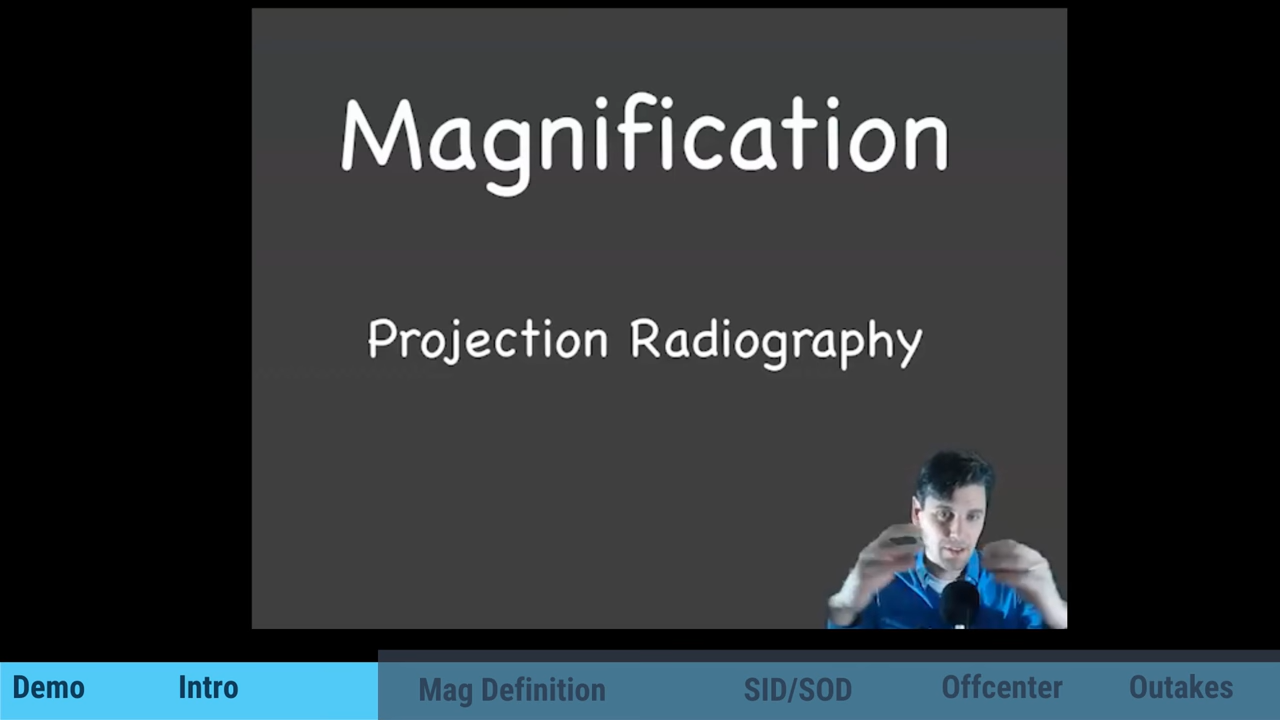 Magnification
Projection Radiography
Demo Intro Mag Definition SID/SOD Offcenter Outakes